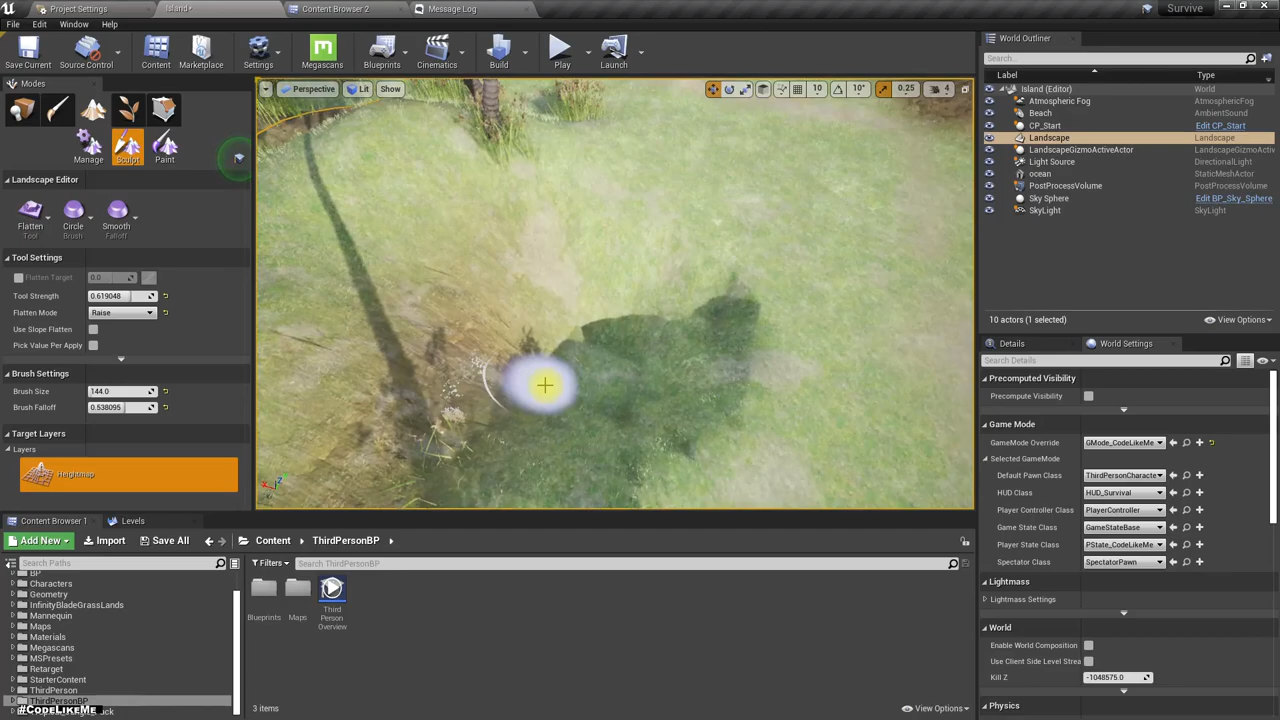 Project Settings
Island•
Content Browser 2
Message Log
Survive
File Edit Window Help
Save Current
Source Control
Content
Marketplace
Settings
Megascans
Blueprints
Cinematics
Build
Play
Launch
World Outliner
Search...
Label Type
Island (Editor) World
Atmospheric Fog AtmosphericFog
Beach AmbientSound
CP_Start Edit CP_Start
Landscape Landscape
LandscapeGizmoActiveActor LandscapeGizmoActiv
Light Source DirectionalLight
ocean StaticMeshActor
PostProcessVolume PostProcessVolume
Sky Sphere Edit BP_Sky_Sphere
SkyLight SkyLight
10 actors (1 selected)
View Options
Modes
Manage Sculpt Paint
Landscape Editor
Flatten Circle Smooth
Tool Brush Falloff
Tool Settings
Flatten Target 0.0
Tool Strength 0.619048
Flatten Mode Raise
Use Slope Flatten
Pick Value Per Apply
Brush Settings
Brush Size 144.0
Brush Falloff 0.538095
Target Layers
Layers
Heightmap
Perspective Lit Show
10 10° 0.25 4
Details
World Settings
Search Details
Precomputed Visibility
Precompute Visibility
Game Mode
GameMode Override GMode_CodeLikeMe
Selected GameMode
Default Pawn Class ThirdPersonCharacte
HUD Class HUD_Survival
Player Controller Class PlayerController
Game State Class GameStateBase
Player State Class PState_CodeLikeMe
Spectator Class SpectatorPawn
Lightmass
Lightmass Settings
World
Enable World Composition
Use Client Side Level Strea
Kill Z -1048575.0
Physics
Content Browser 1
Levels
Add New Import Save All Content ThirdPersonBP
Search Paths
Filters Search ThirdPersonBP
BP
Characters
Geometry
InfinityBladeGrassLands
Mannequin
Maps
Materials
Megascans
MSPresets
Retarget
StarterContent
ThirdPerson
ThirdPersonBP
#CodeLikeMe
Blueprints
Maps
Third
Person
Overview
3 items
View Options